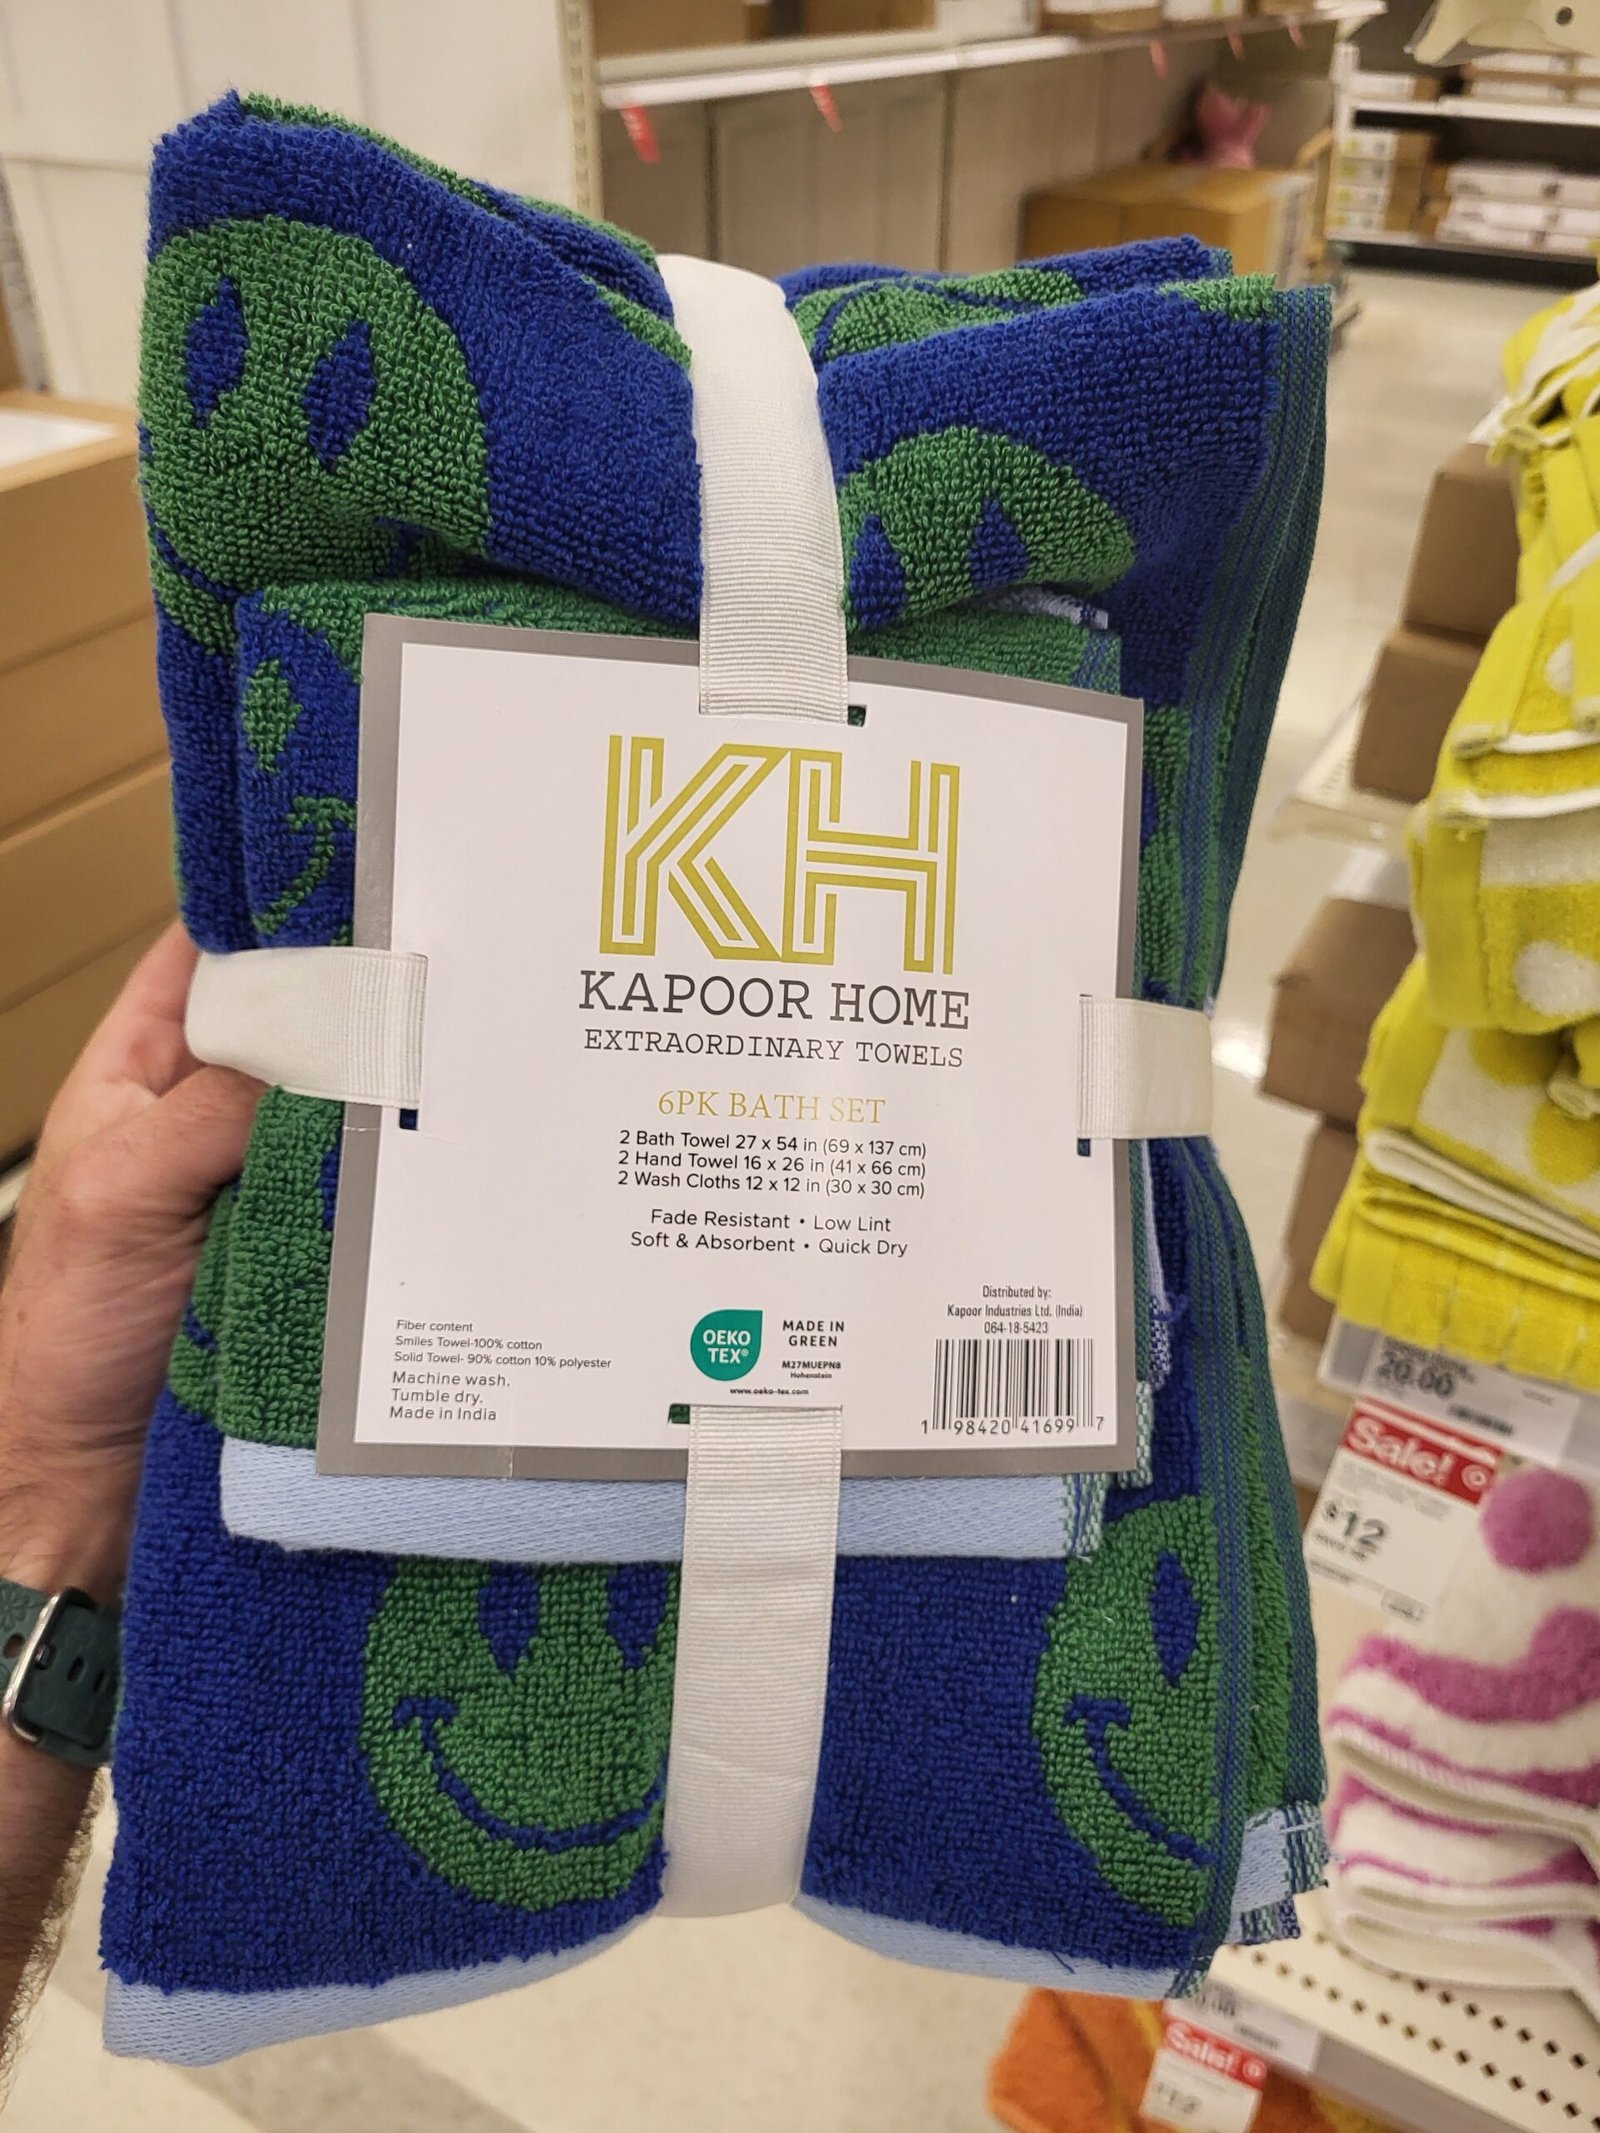 KH
KAPOOR HOME
EXTRAORDINARY TOWELS
6PK BATH SET
2 Bath Towel 27 x 54 in (69 x 137 cm)
2 Hand Towel 16 x 26 in (41 x 66 cm)
2 Wash Cloths 12 x 12 in (30 x 30 cm)
Fade Resistant • Low Lint
Soft & Absorbent • Quick Dry
Fiber content
Smiles Towel-100% cotton
Solid Towel- 90% cotton 10% polyester
Machine wash.
Tumble dry.
Made in India
OEKO
TEX®
MADE IN
GREEN
M27MUEPN8
Hohenstein
www.oeko-tex.com
Distributed by:
Kapoor Industries Ltd. (India)
064-18-5423
1 98420 41699 7
20.00
Sale!
$12
Sale!